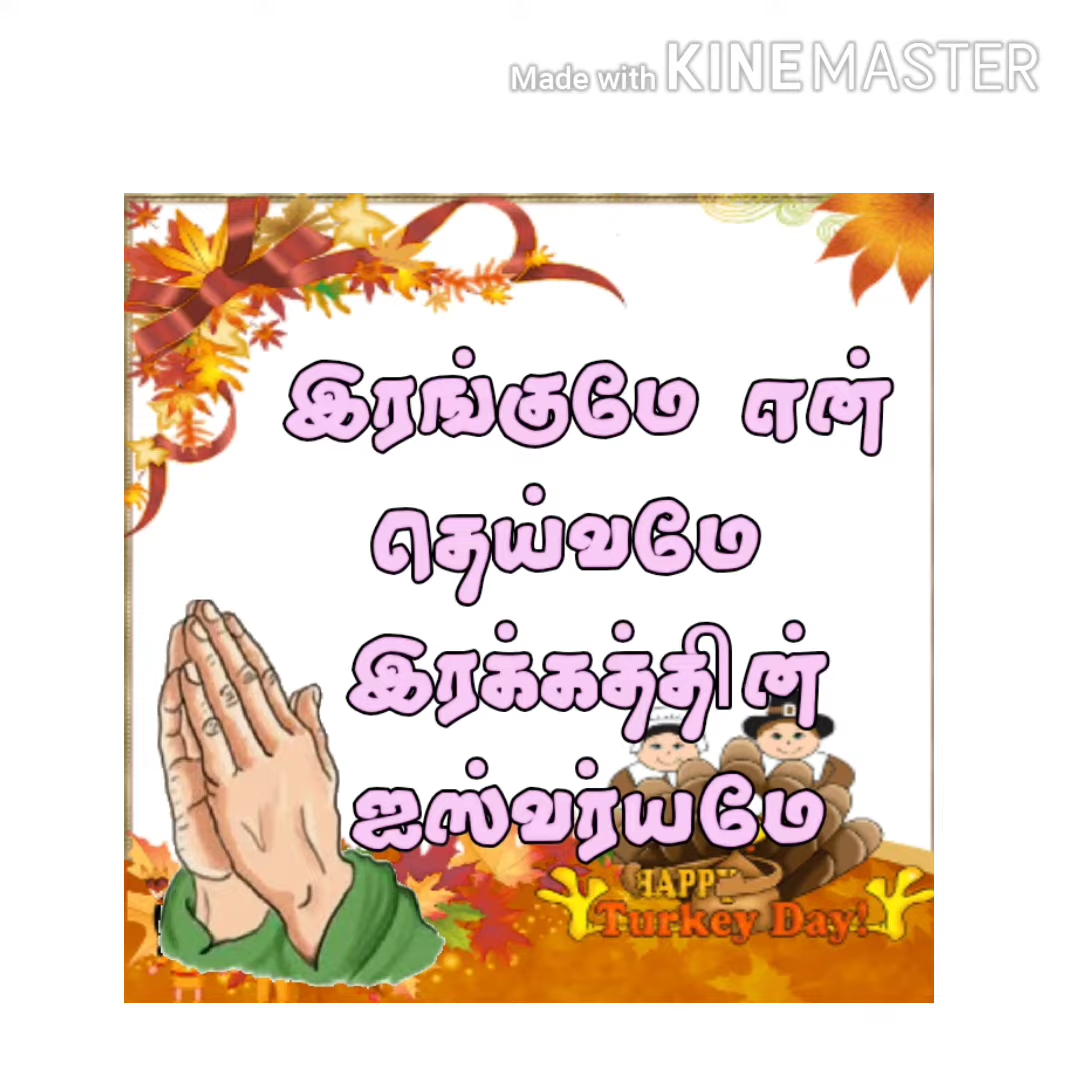 Made with KINEMASTER
இரங்குமே என்
தெய்வமே
இரக்கத்தின்
ஐஸ்வர்யமே
HAPPY
Turkey Day!